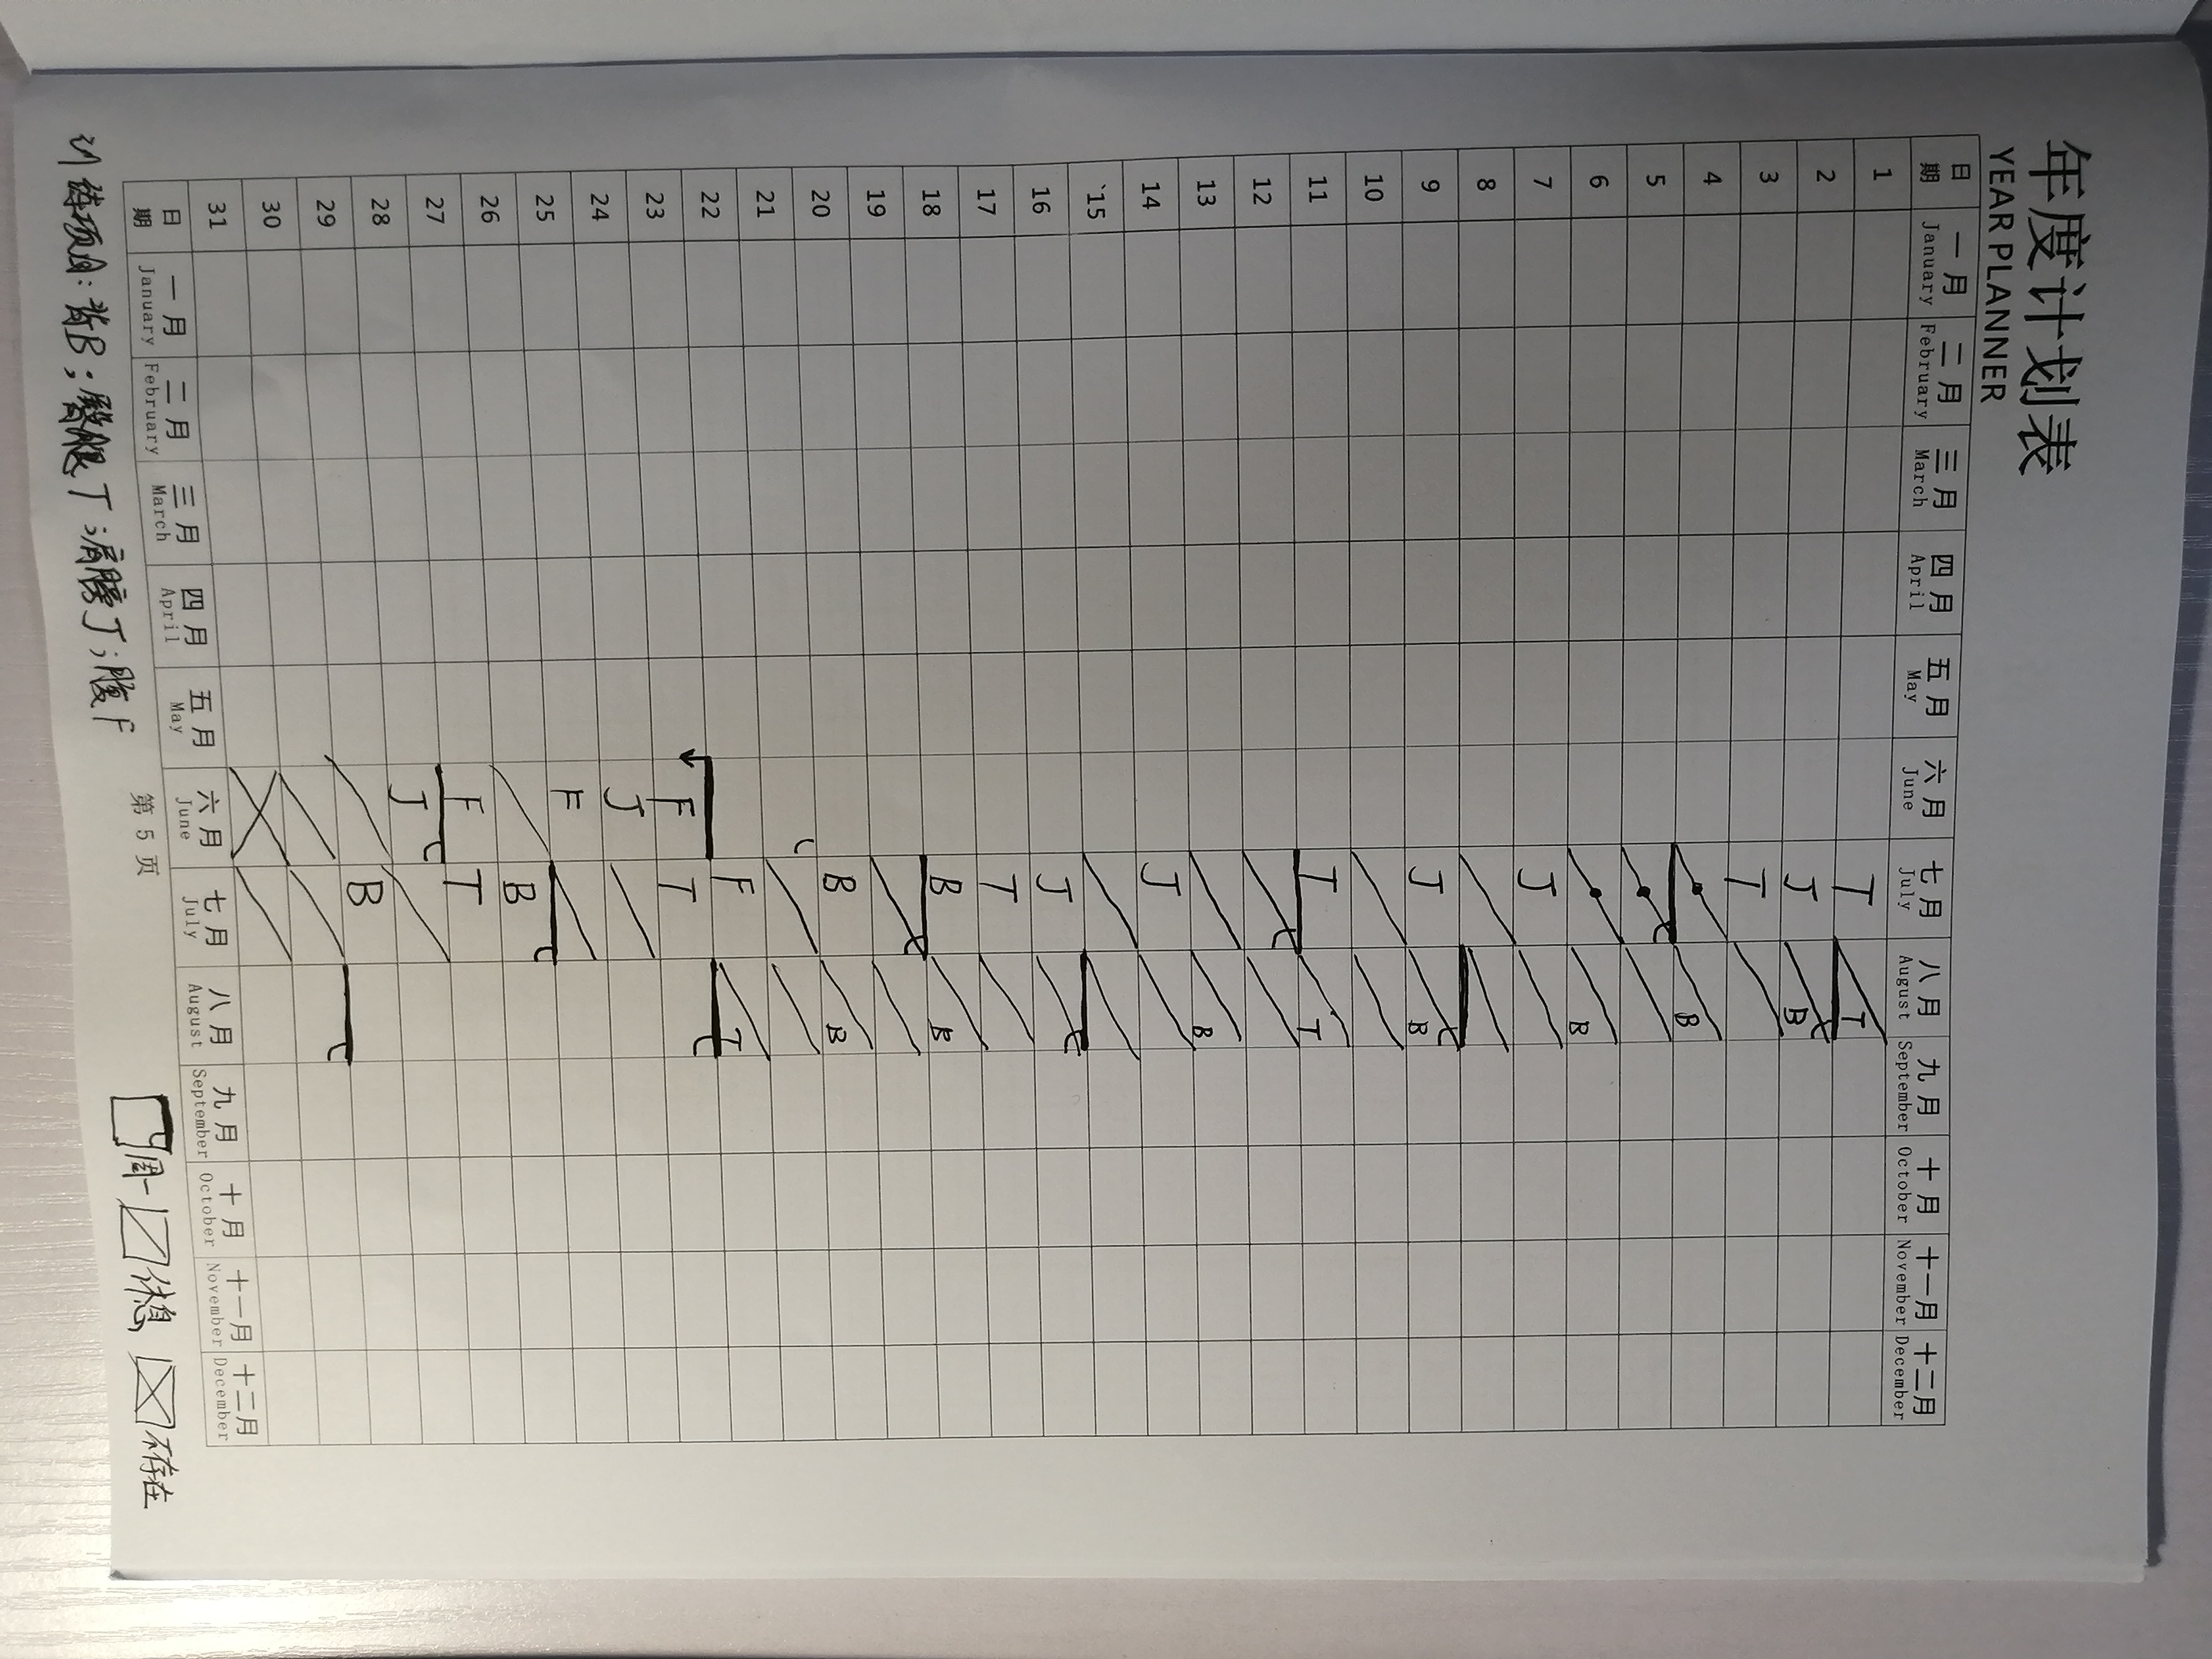 年度计划表
YEAR PLANNER
日期 一月 二月 三月 四月 五月 六月 七月 八月 九月 十月 十一月 十二月
January February March April May June July August September October November December
1 T T
2 J B
3 T
4 B
5
6 B
7 J
8
9 J B
10
11 T T
12
13 B
14 J
15
16 J
17 T
18 B B
19
20 B B
21
22 F T
23 F T
24 J
25 F
26 B
27 F T
28 J
29 B
30
31
日期 一月 二月 三月 四月 五月 六月 七月 八月 九月 十月 十一月 十二月
January February March April May June July August September October November December
第 5 页
周一 休息 不存在
训练项目:背B;臀腿T;肩膀J;腹F